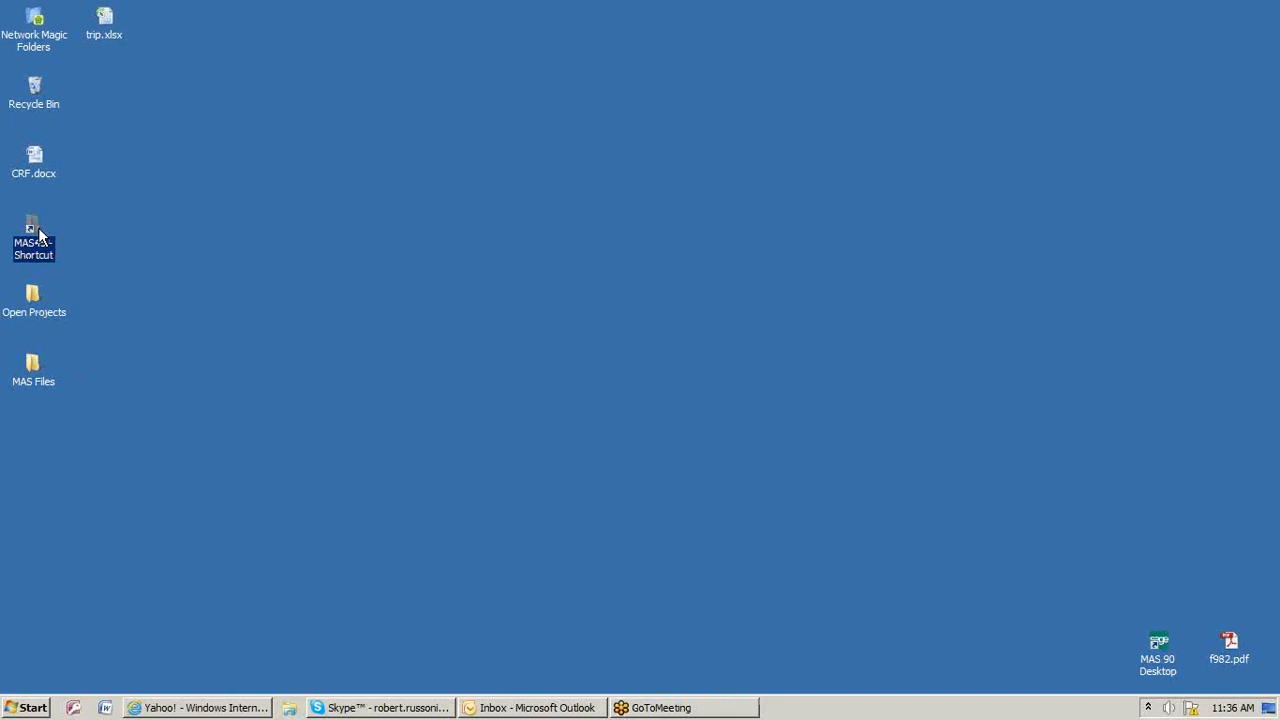 Network Magic
Folders
trip.xlsx
Recycle Bin
CRF.docx
Shortcut
Open Projects
MAS Files
MAS 90
Desktop
f982.pdf
Start
Yahoo! - Windows Intern...
Skype™ - robert.russoni...
Inbox - Microsoft Outlook
GoToMeeting
11:36 AM